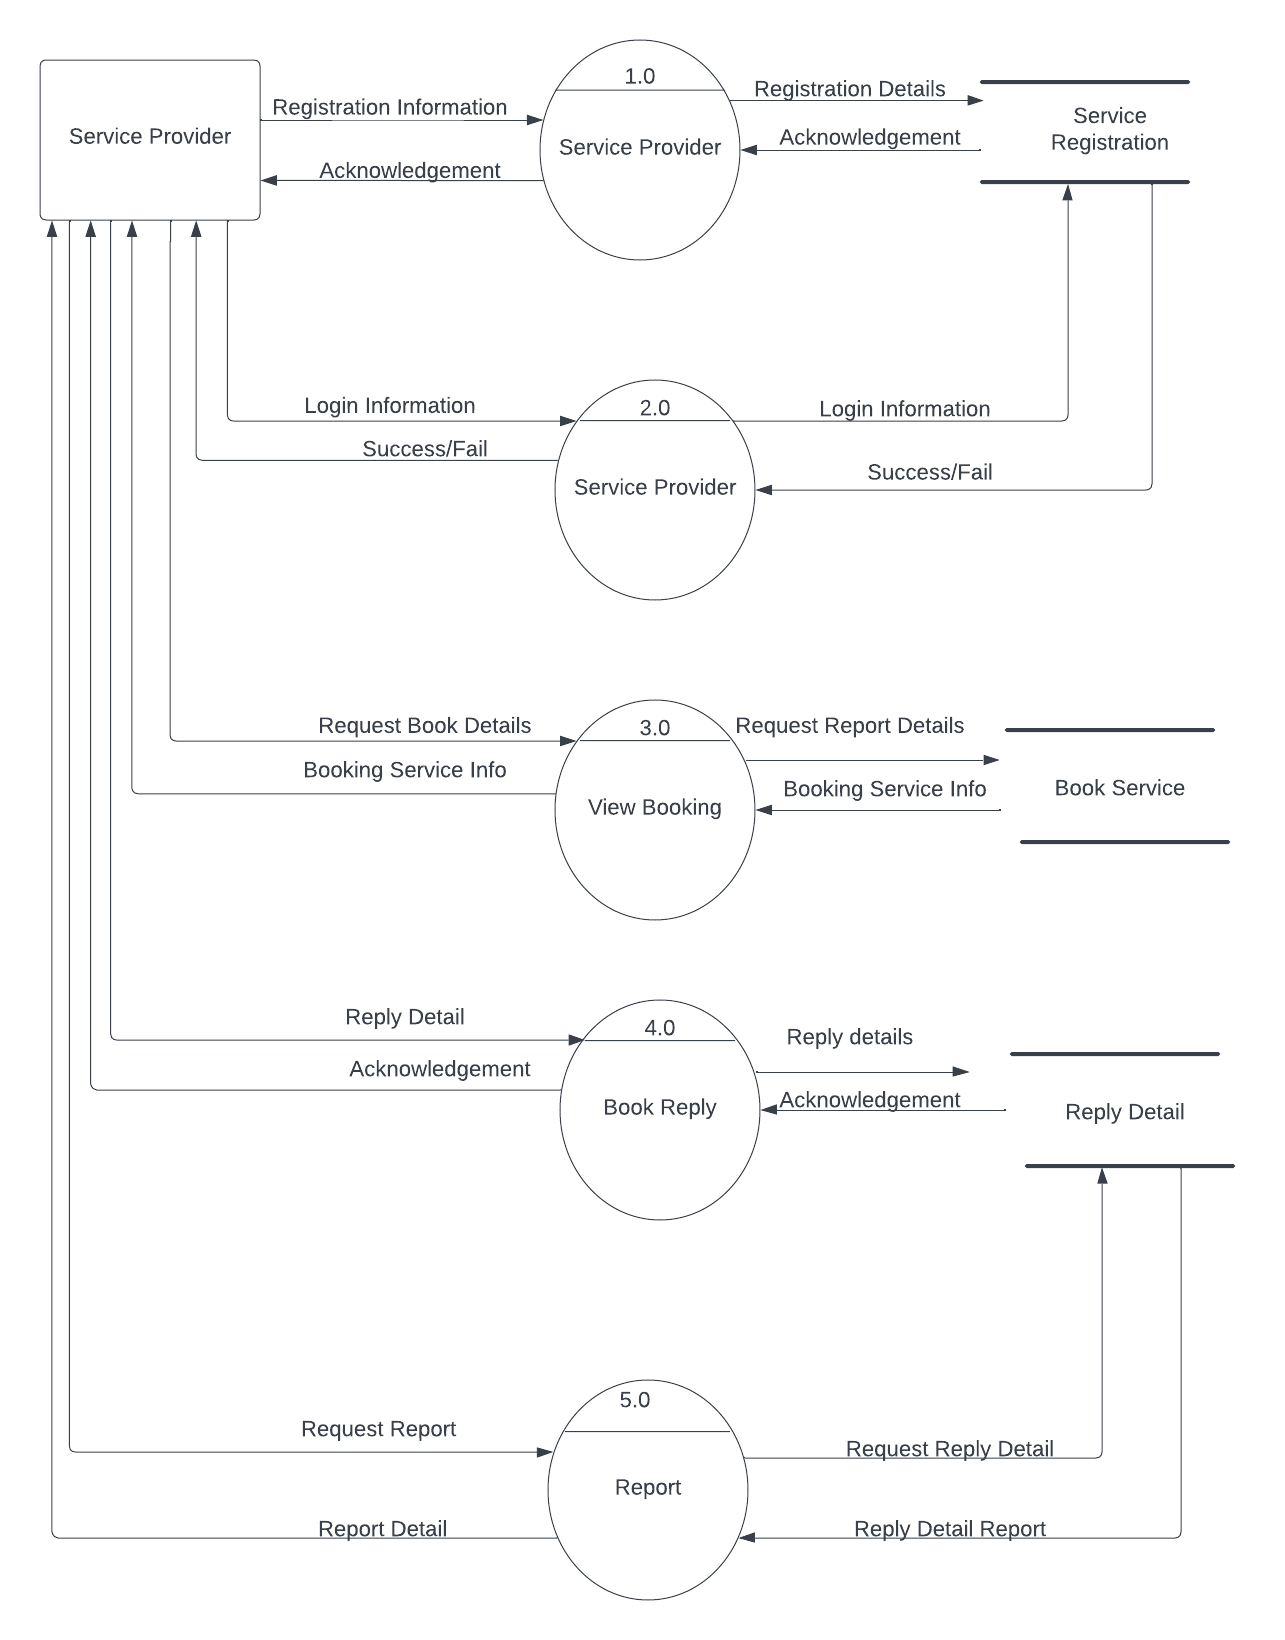 1.0
Registration Details
Registration Information
Service
Registration
Service Provider
Service Provider
Acknowledgement
Acknowledgement
Login Information
2.0
Login Information
Success/Fail
Success/Fail
Service Provider
Request Book Details
3.0
Request Report Details
Booking Service Info
Booking Service Info
Book Service
View Booking
Reply Detail
4.0
Reply details
Acknowledgement
Acknowledgement
Book Reply
Reply Detail
5.0
Request Report
Request Reply Detail
Report
Report Detail
Reply Detail Report